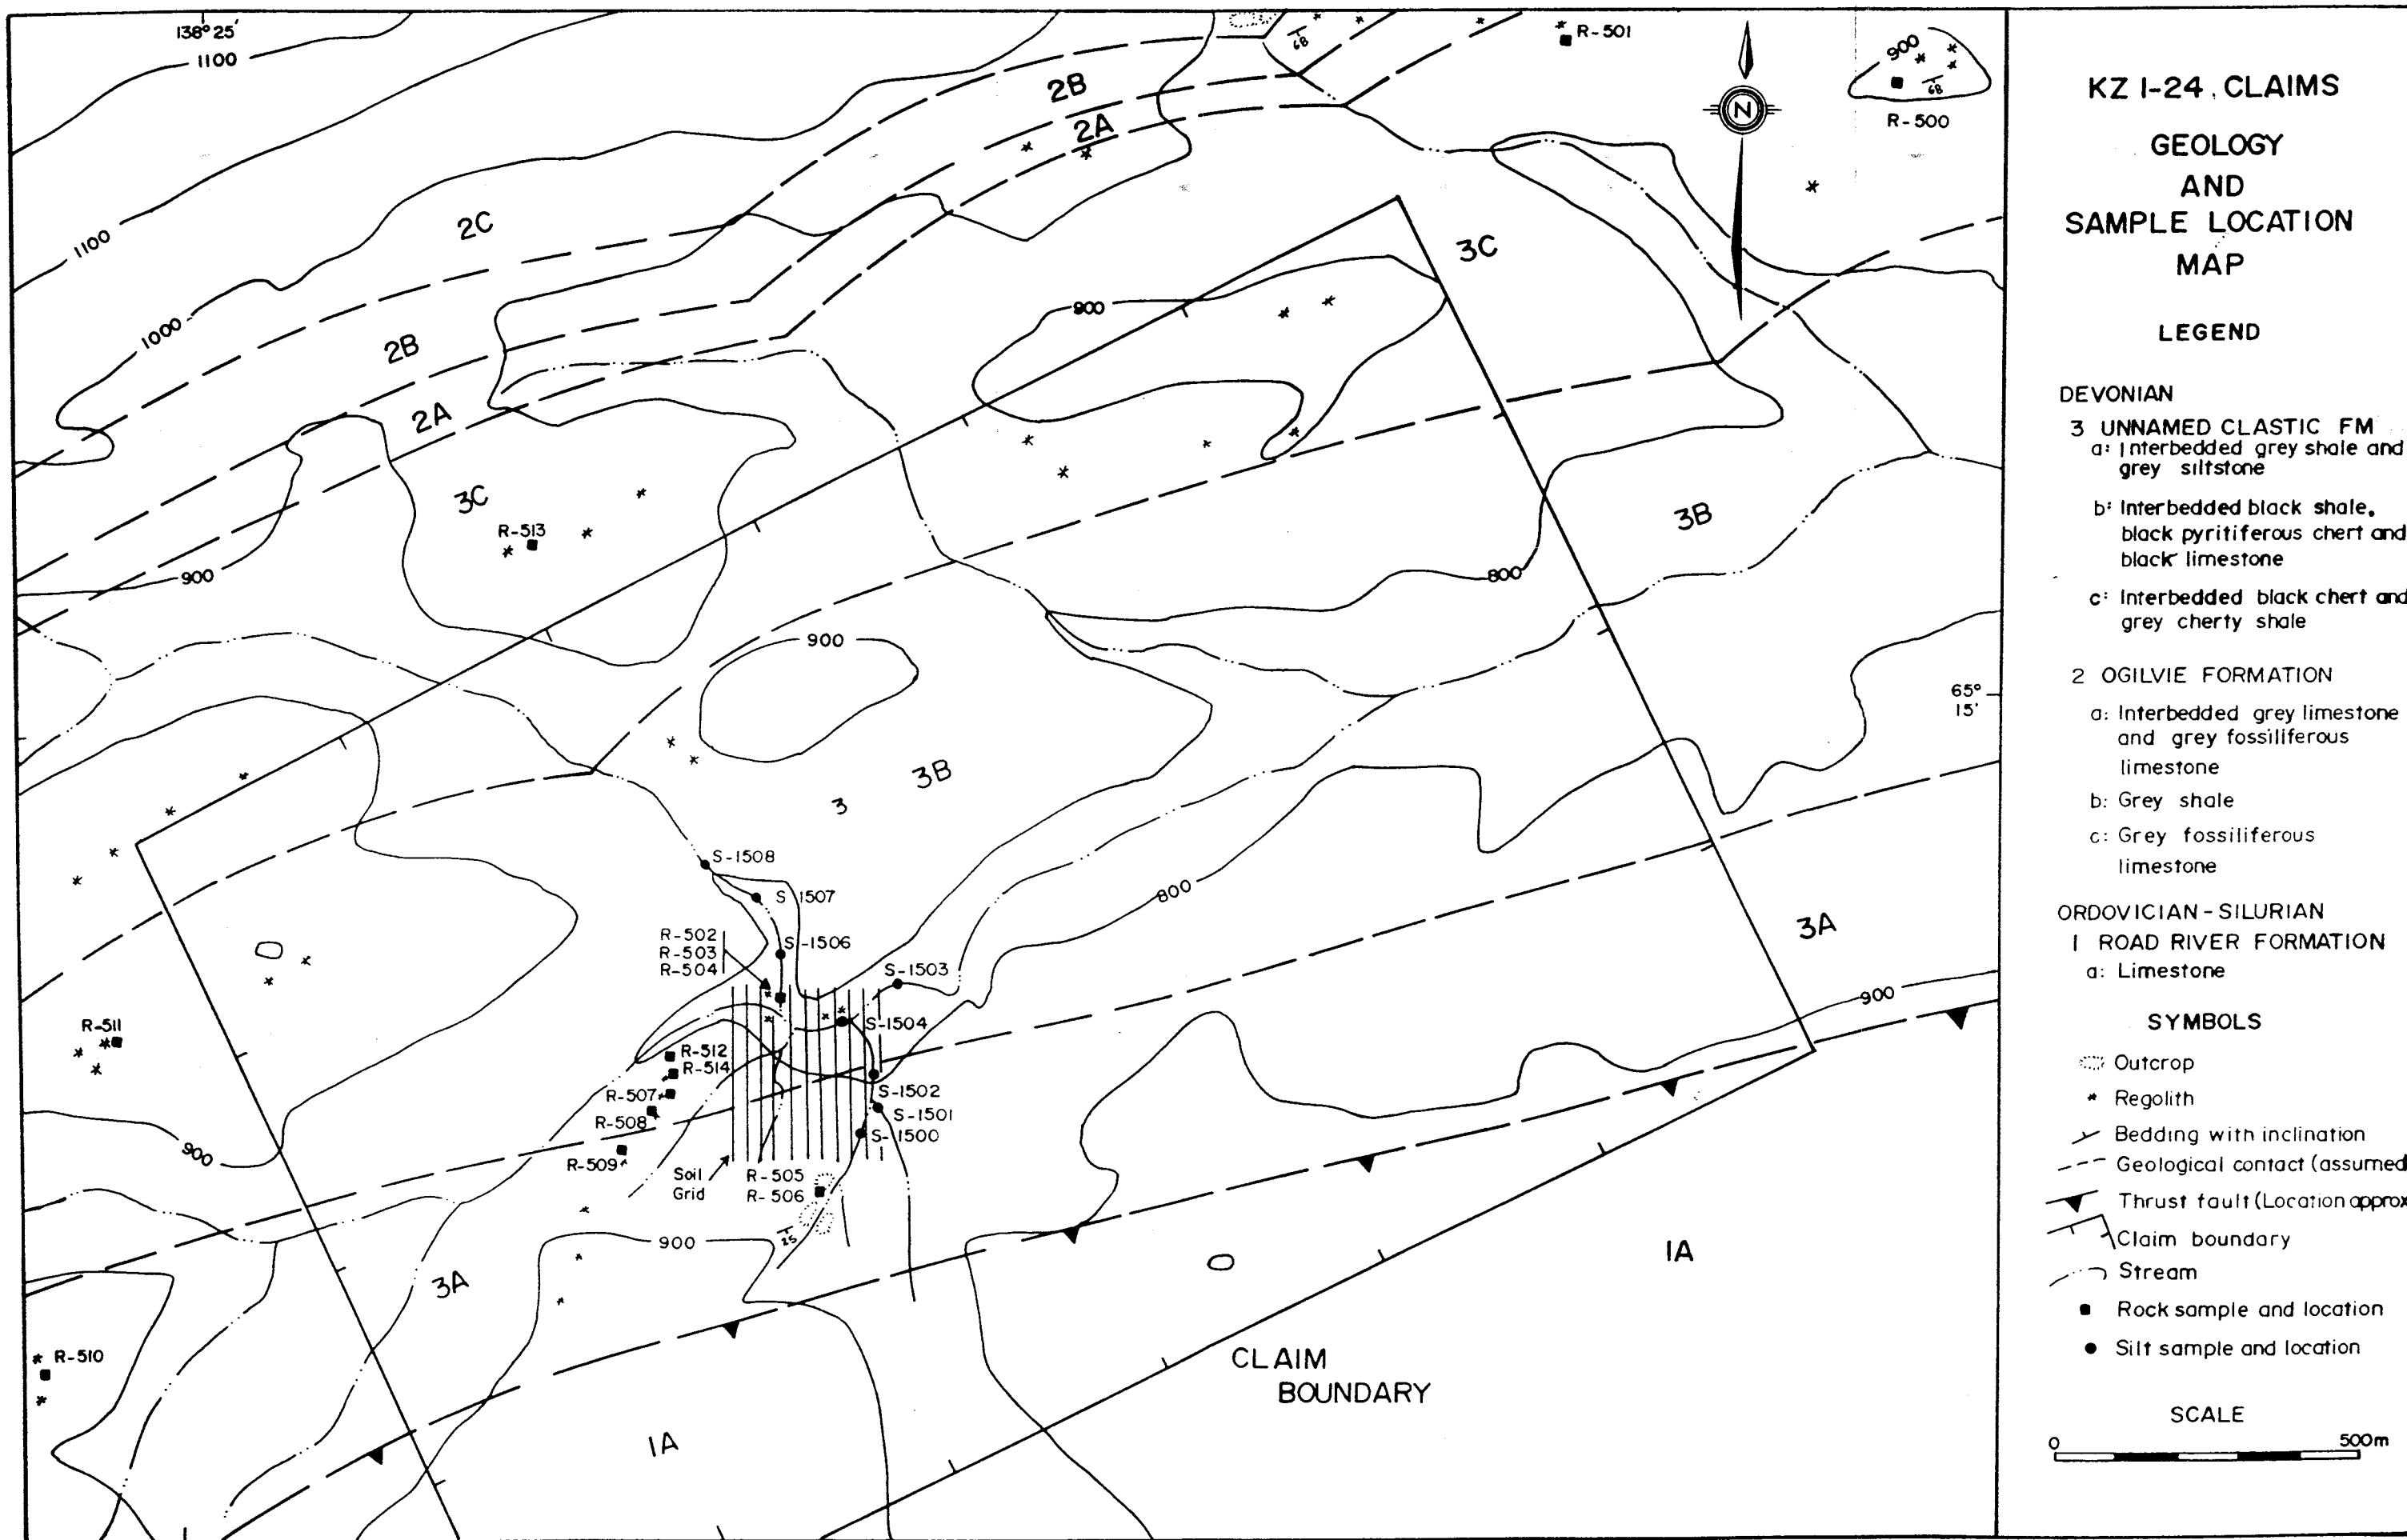 138° 25'
1100
2B
68
R-501
900
68
R-500
N
2A
2C
1100
3C
1000
900
2B
2A
3C
R-513
3B
900
800
900
3B
3
S-1508
S 1507
800
R-502
R-503
R-504
S-1506
S-1503
3A
900
R-511
S-1504
R-512
R-514
R-507
S-1502
S-1501
R-508
S-1500
900
R-509
Soil
Grid
R-505
R-506
25
900
3A
1A
R-510
CLAIM
BOUNDARY
1A
65°
15'
KZ 1-24 CLAIMS
GEOLOGY
AND
SAMPLE LOCATION
MAP
LEGEND
DEVONIAN
3 UNNAMED CLASTIC FM
a: Interbedded grey shale and
grey siltstone
b: Interbedded black shale,
black pyritiferous chert and
black limestone
c: Interbedded black chert and
grey cherty shale
2 OGILVIE FORMATION
a: Interbedded grey limestone
and grey fossiliferous
limestone
b: Grey shale
c: Grey fossiliferous
limestone
ORDOVICIAN-SILURIAN
1 ROAD RIVER FORMATION
a: Limestone
SYMBOLS
Outcrop
Regolith
Bedding with inclination
Geological contact (assumed
Thrust fault (Location approx
Claim boundary
Stream
Rock sample and location
Silt sample and location
SCALE
0 500m